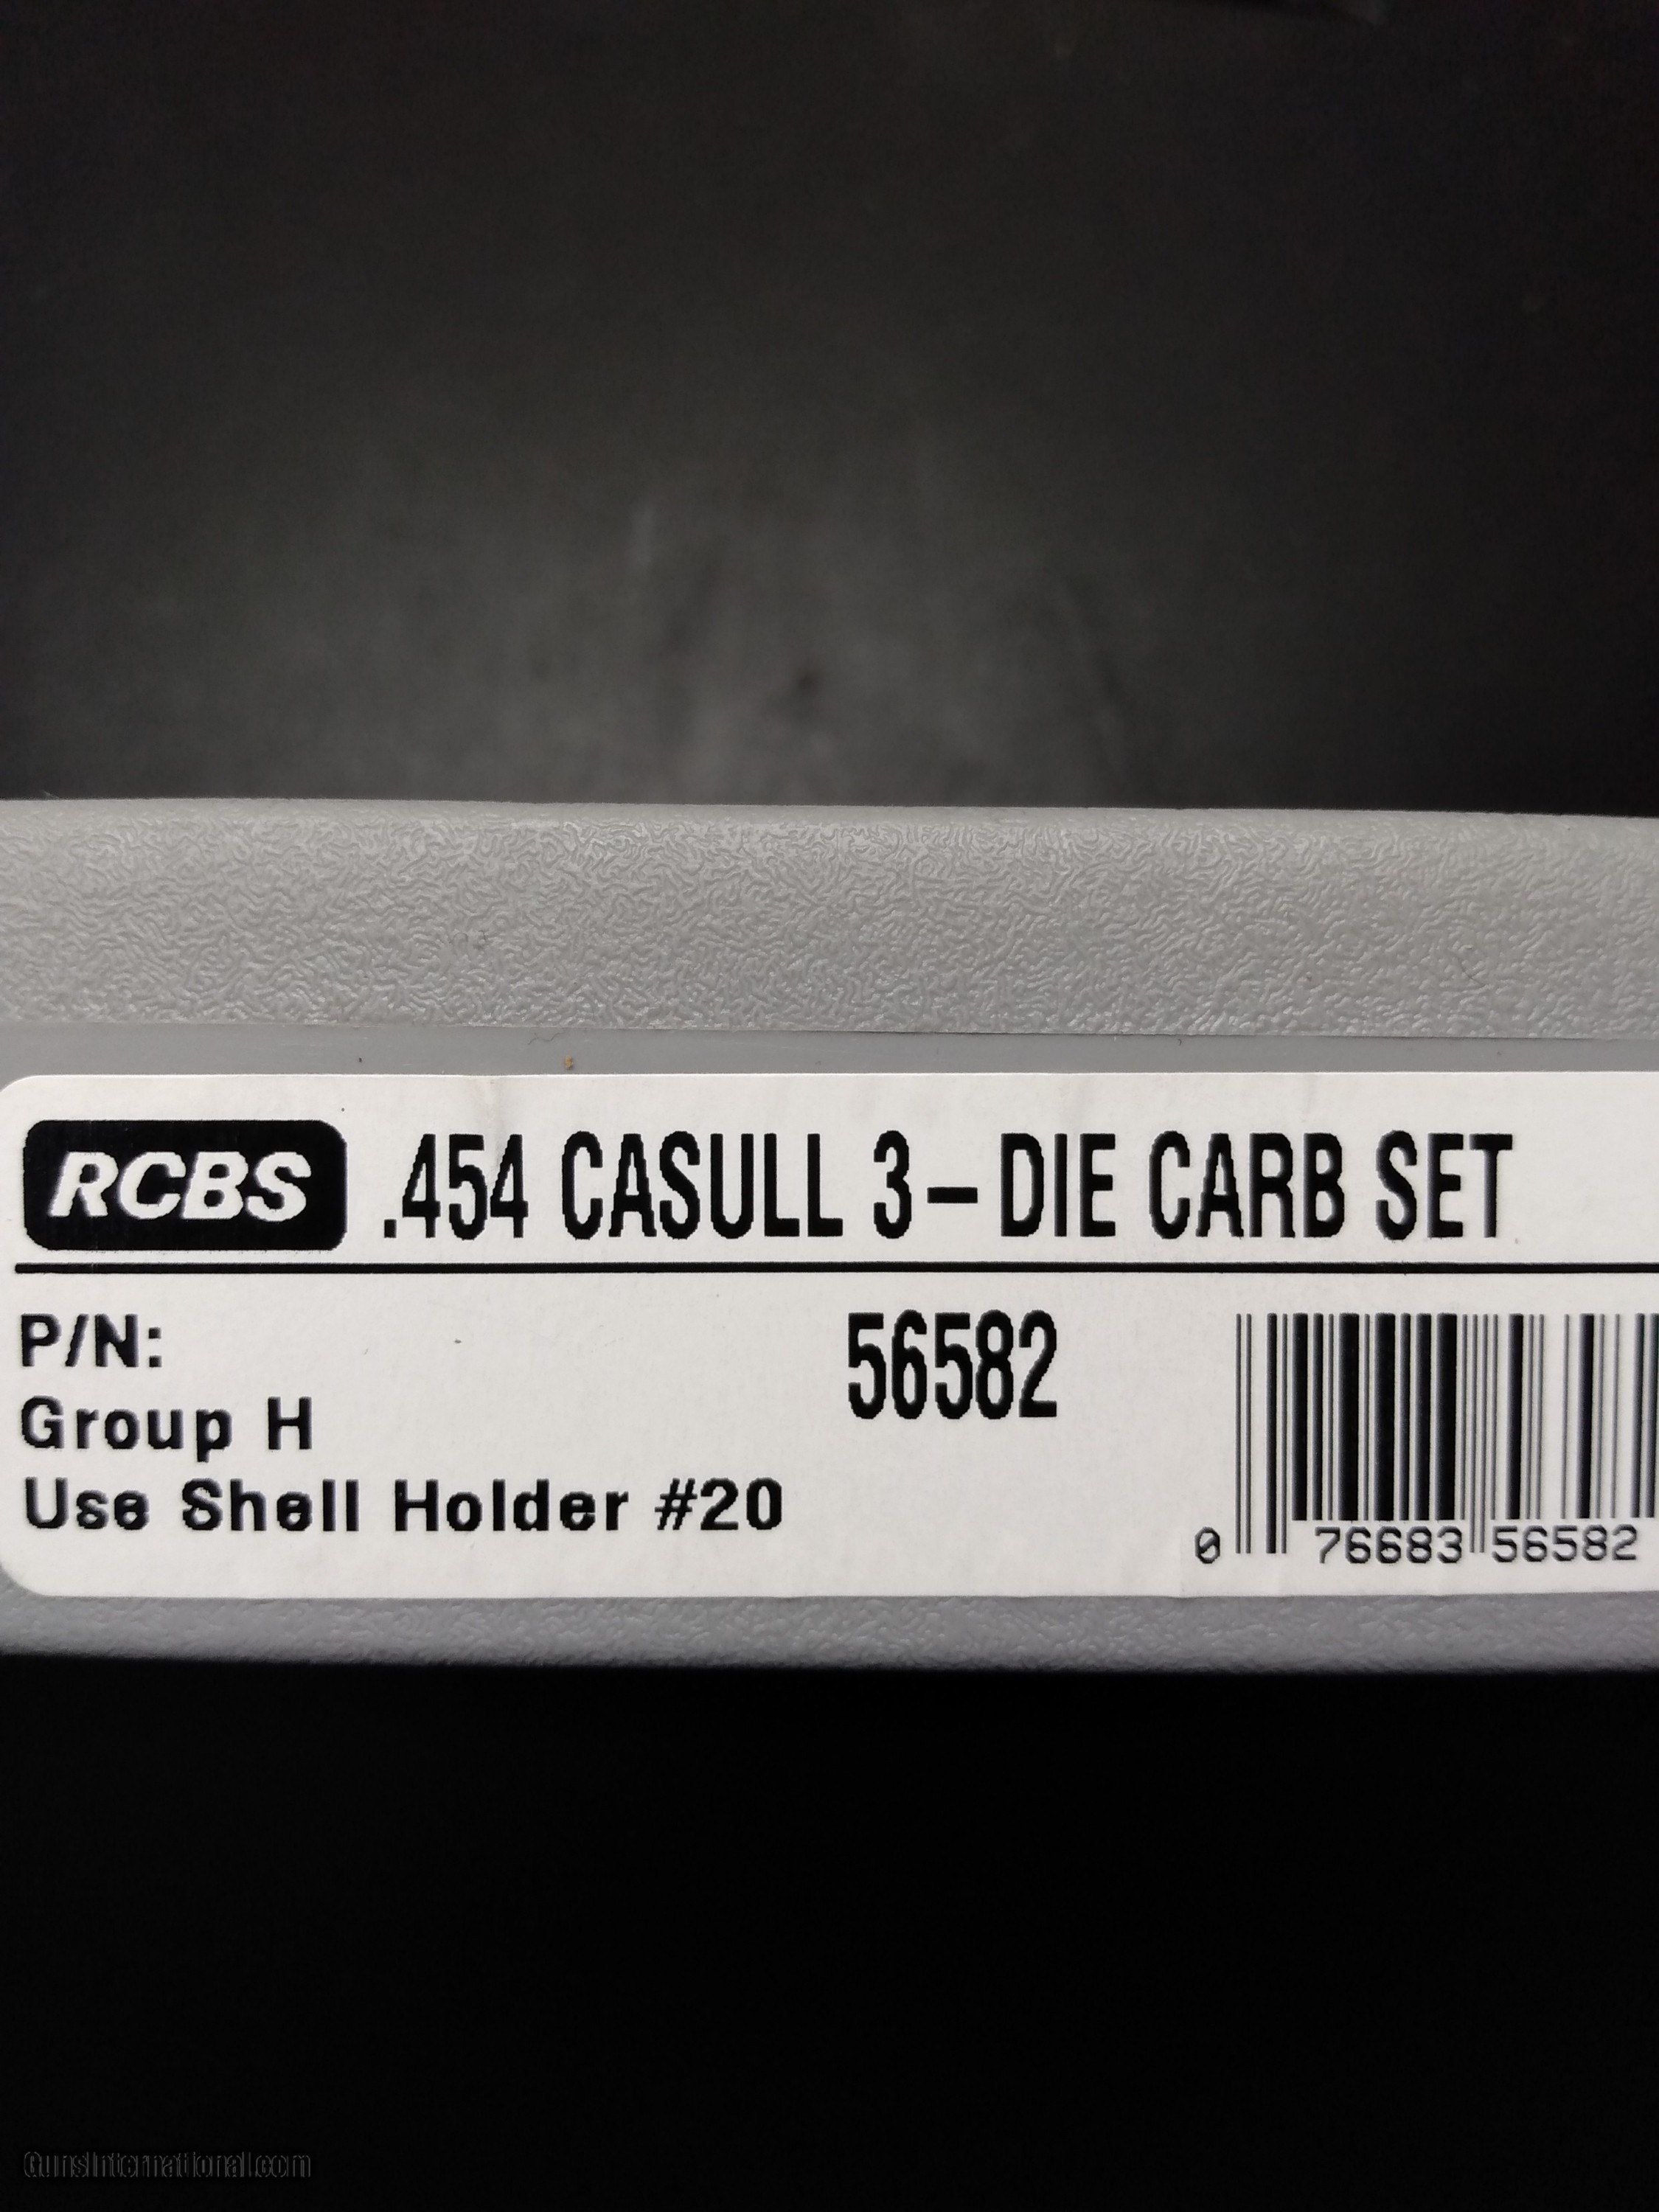 RCBS .454 CASULL 3-DIE CARB SET
P/N: 56582
Group H
Use Shell Holder #20
0 76683 56582
GunsInternational.com